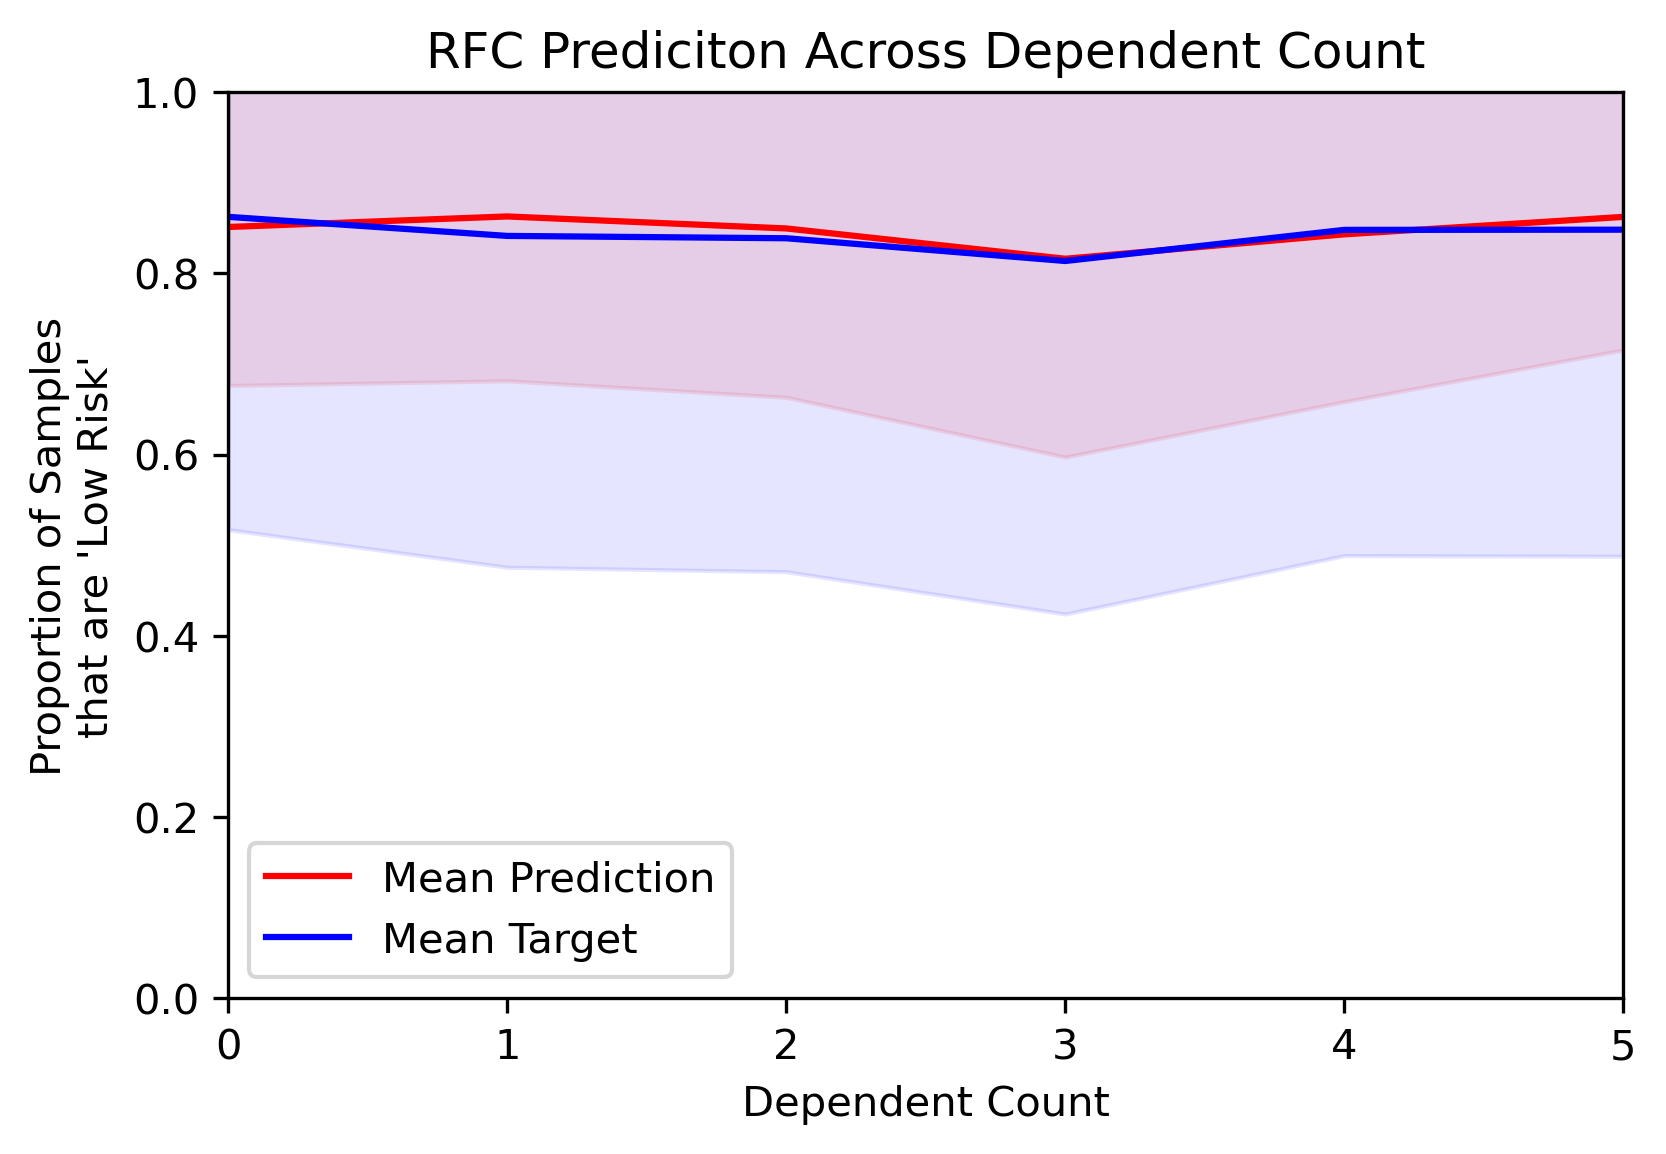 RFC Prediciton Across Dependent Count
1.0
0.8
0.6
0.4
0.2
0.0
Proportion of Samples
that are 'Low Risk'
Mean Prediction
Mean Target
0 1 2 3 4 5
Dependent Count